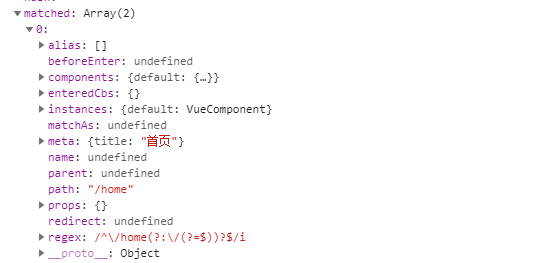 matched: Array(2)
0:
alias: []
beforeEnter: undefined
components: {default: {…}}
enteredCbs: {}
instances: {default: VueComponent}
matchAs: undefined
meta: {title: "首页"}
name: undefined
parent: undefined
path: "/home"
props: {}
redirect: undefined
regex: /^\/home(?:\/(?=$))?$/i
__proto__: Object